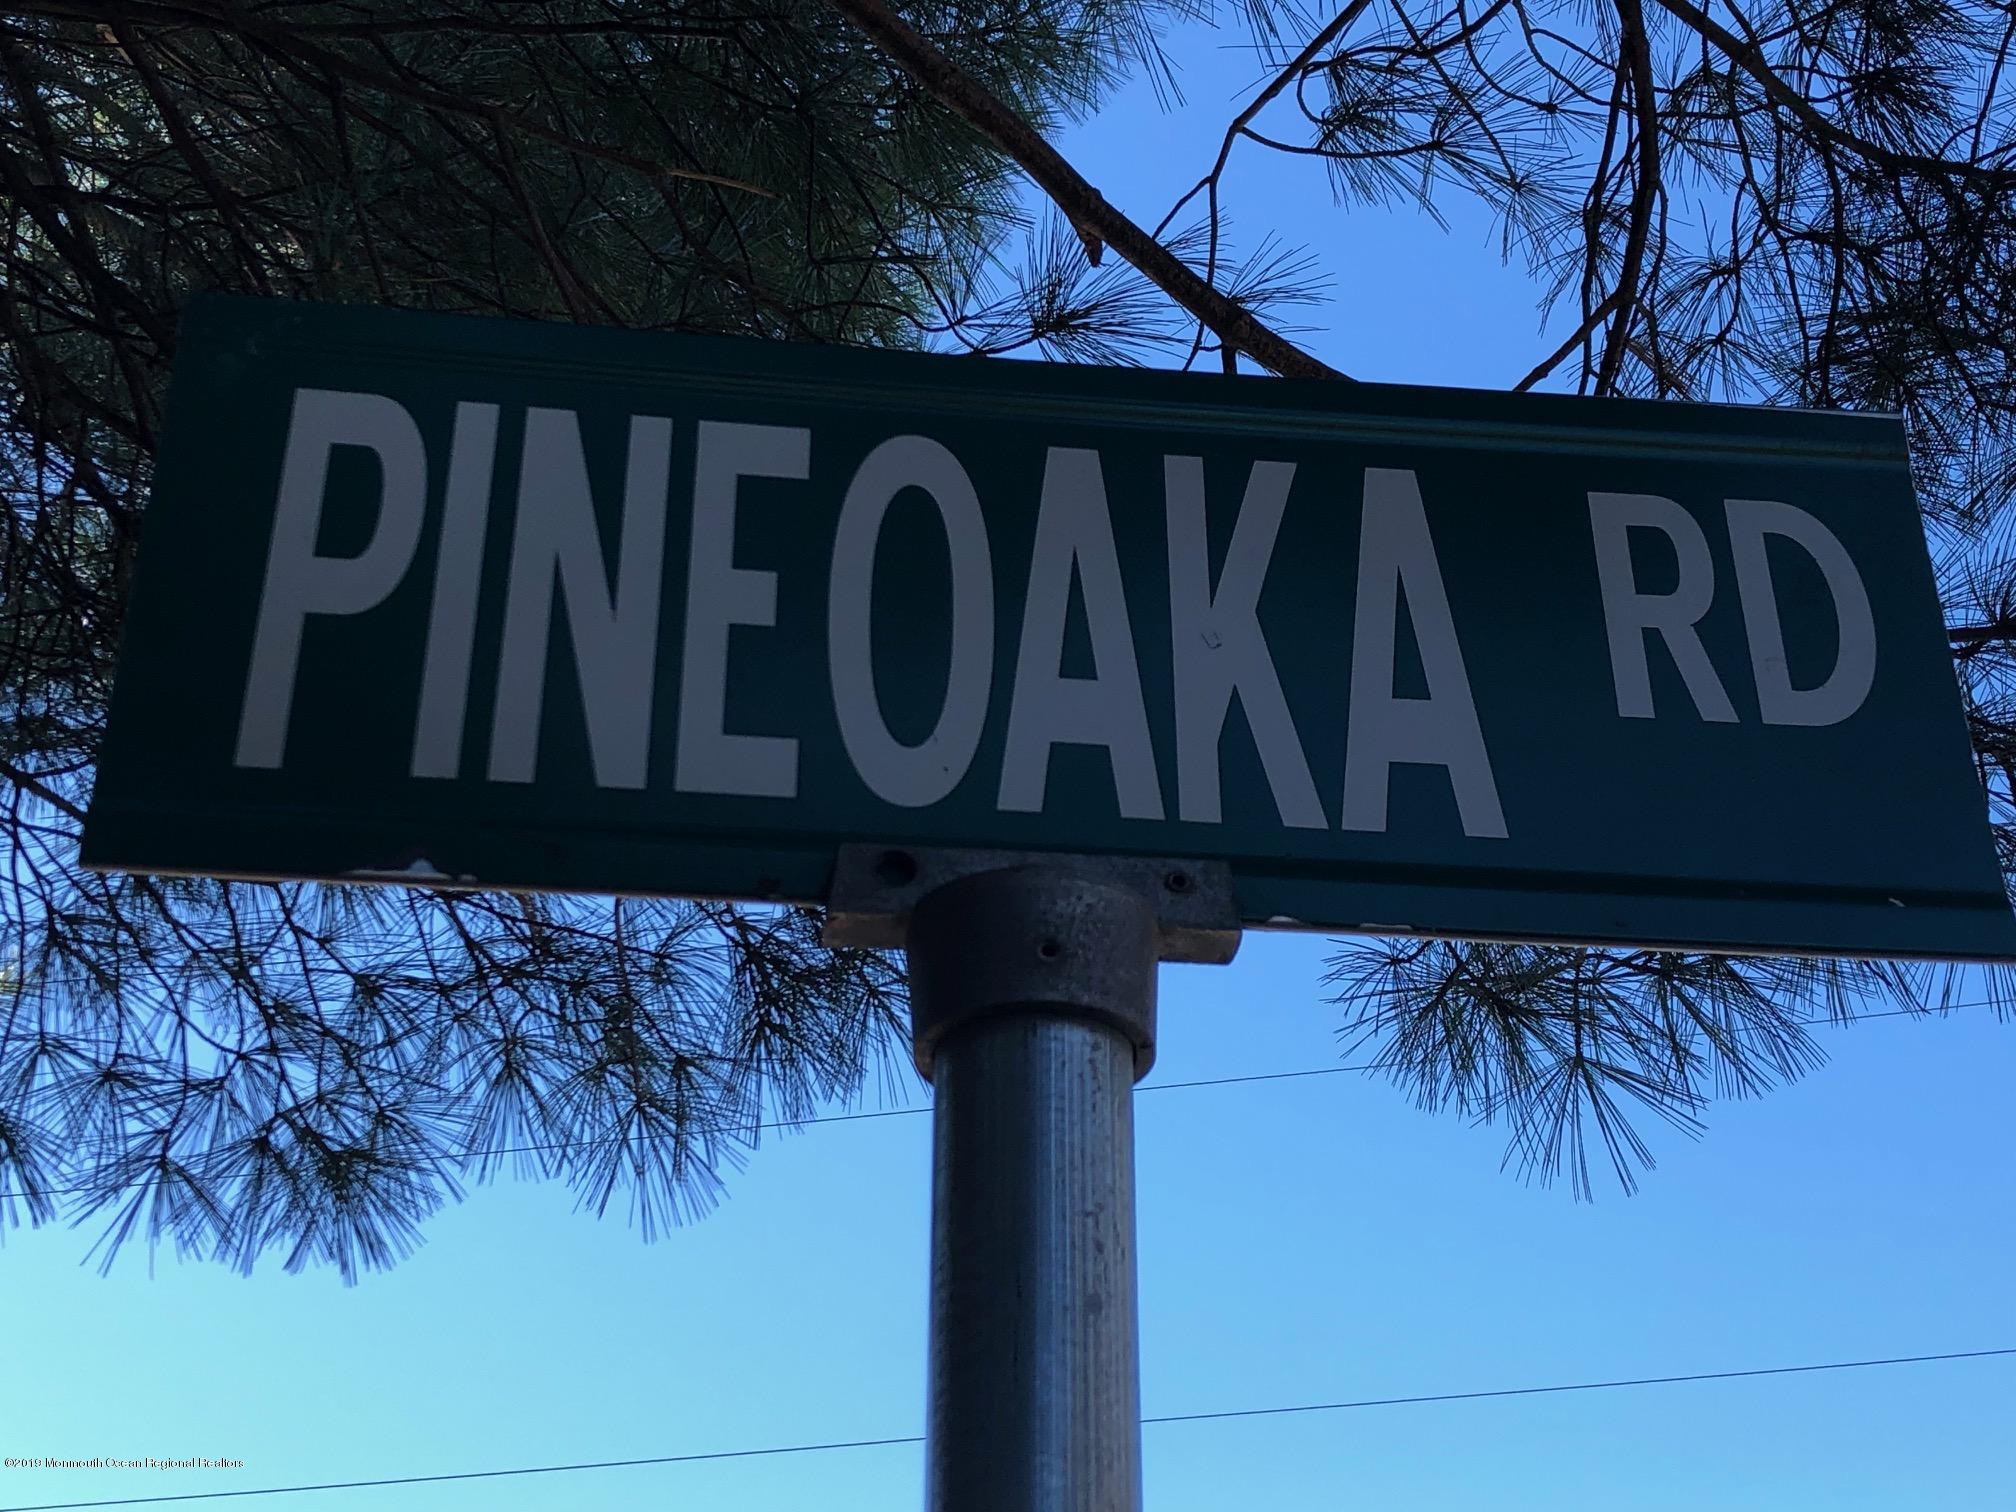 PINEOAKA RD
©2019 Monmouth Ocean Regional Realtors